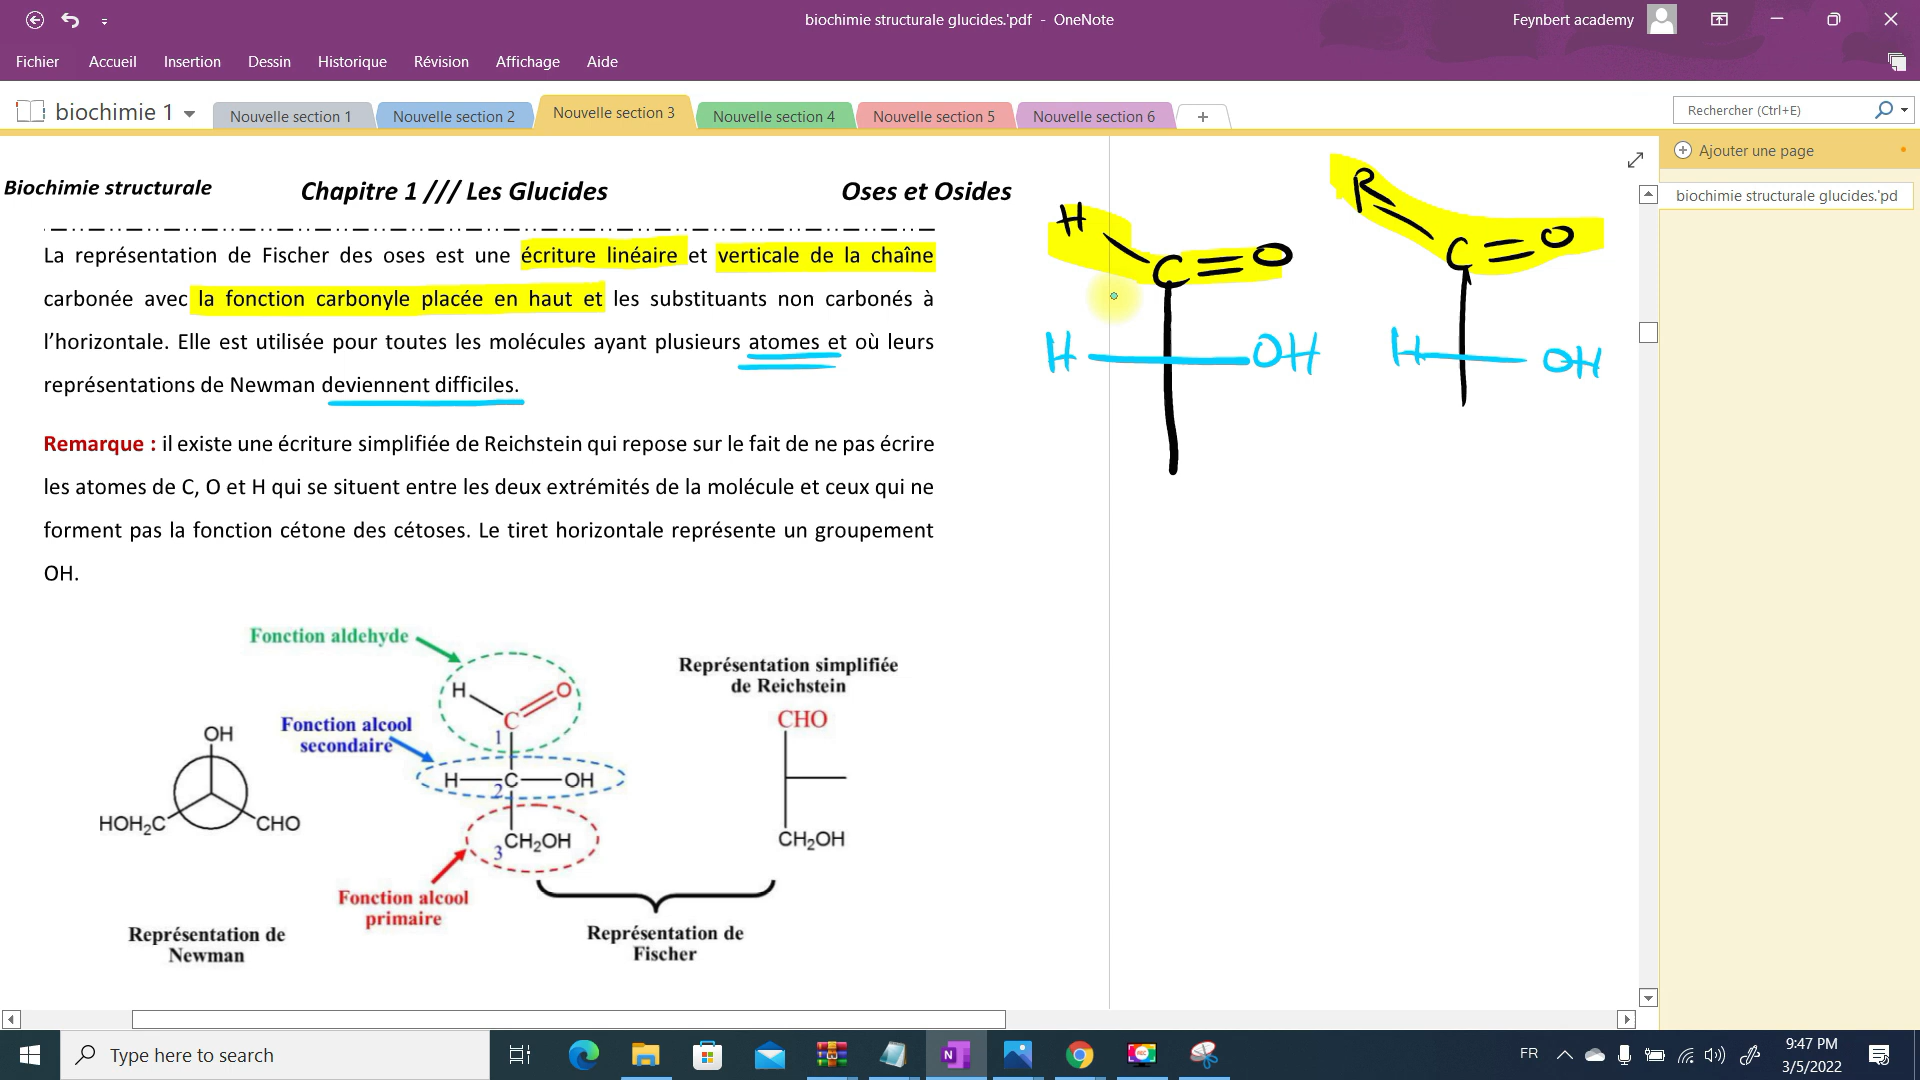 biochimie structurale glucides.'pdf - OneNote
Feynbert academy
Fichier Accueil Insertion Dessin Historique Révision Affichage Aide
biochimie 1
Nouvelle section 1 Nouvelle section 2 Nouvelle section 3 Nouvelle section 4 Nouvelle section 5 Nouvelle section 6 +
Rechercher (Ctrl+E)
Ajouter une page
biochimie structurale glucides.'pd
Biochimie structurale Chapitre 1 /// Les Glucides Oses et Osides
La représentation de Fischer des oses est une écriture linéaire et verticale de la chaîne
carbonée avec la fonction carbonyle placée en haut et les substituants non carbonés à
l'horizontale. Elle est utilisée pour toutes les molécules ayant plusieurs atomes et où leurs
représentations de Newman deviennent difficiles.
Remarque : il existe une écriture simplifiée de Reichstein qui repose sur le fait de ne pas écrire
les atomes de C, O et H qui se situent entre les deux extrémités de la molécule et ceux qui ne
forment pas la fonction cétone des cétoses. Le tiret horizontale représente un groupement
OH.
H
C=O
H OH
R
C=O
H OH
Fonction aldehyde
H
O
C
1
Fonction alcool
secondaire
H C OH
2
CH₂OH
3
Fonction alcool
primaire
OH
HOH₂C
CHO
Représentation de
Newman
Représentation simplifiée
de Reichstein
CHO
CH₂OH
Représentation de
Fischer
Type here to search
FR
9:47 PM
3/5/2022